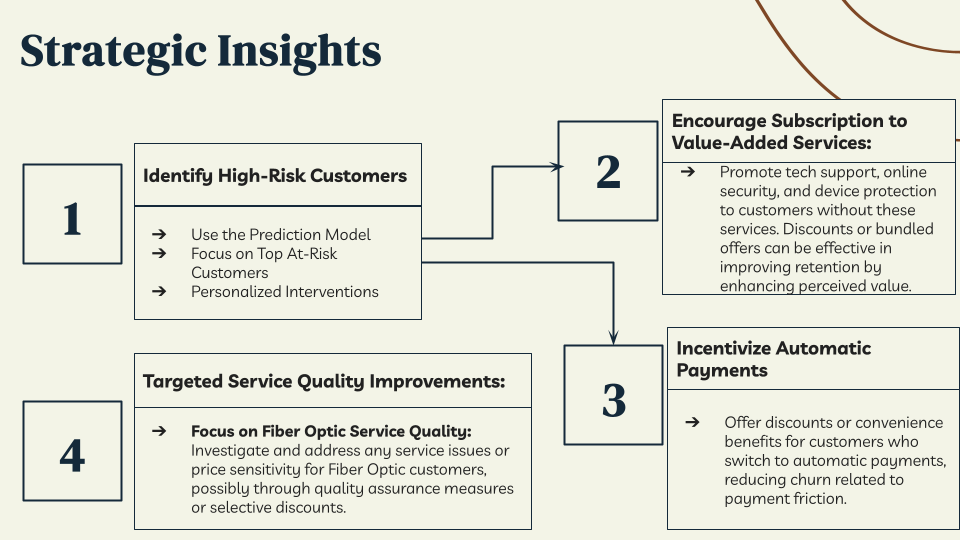 Strategic Insights
1
Identify High-Risk Customers
➔ Use the Prediction Model
➔ Focus on Top At-Risk
Customers
➔ Personalized Interventions
2
Encourage Subscription to
Value-Added Services:
➔ Promote tech support, online
security, and device protection
to customers without these
services. Discounts or bundled
offers can be effective in
improving retention by
enhancing perceived value.
3
Incentivize Automatic
Payments
➔ Offer discounts or convenience
benefits for customers who
switch to automatic payments,
reducing churn related to
payment friction.
4
Targeted Service Quality Improvements:
➔ Focus on Fiber Optic Service Quality:
Investigate and address any service issues or
price sensitivity for Fiber Optic customers,
possibly through quality assurance measures
or selective discounts.